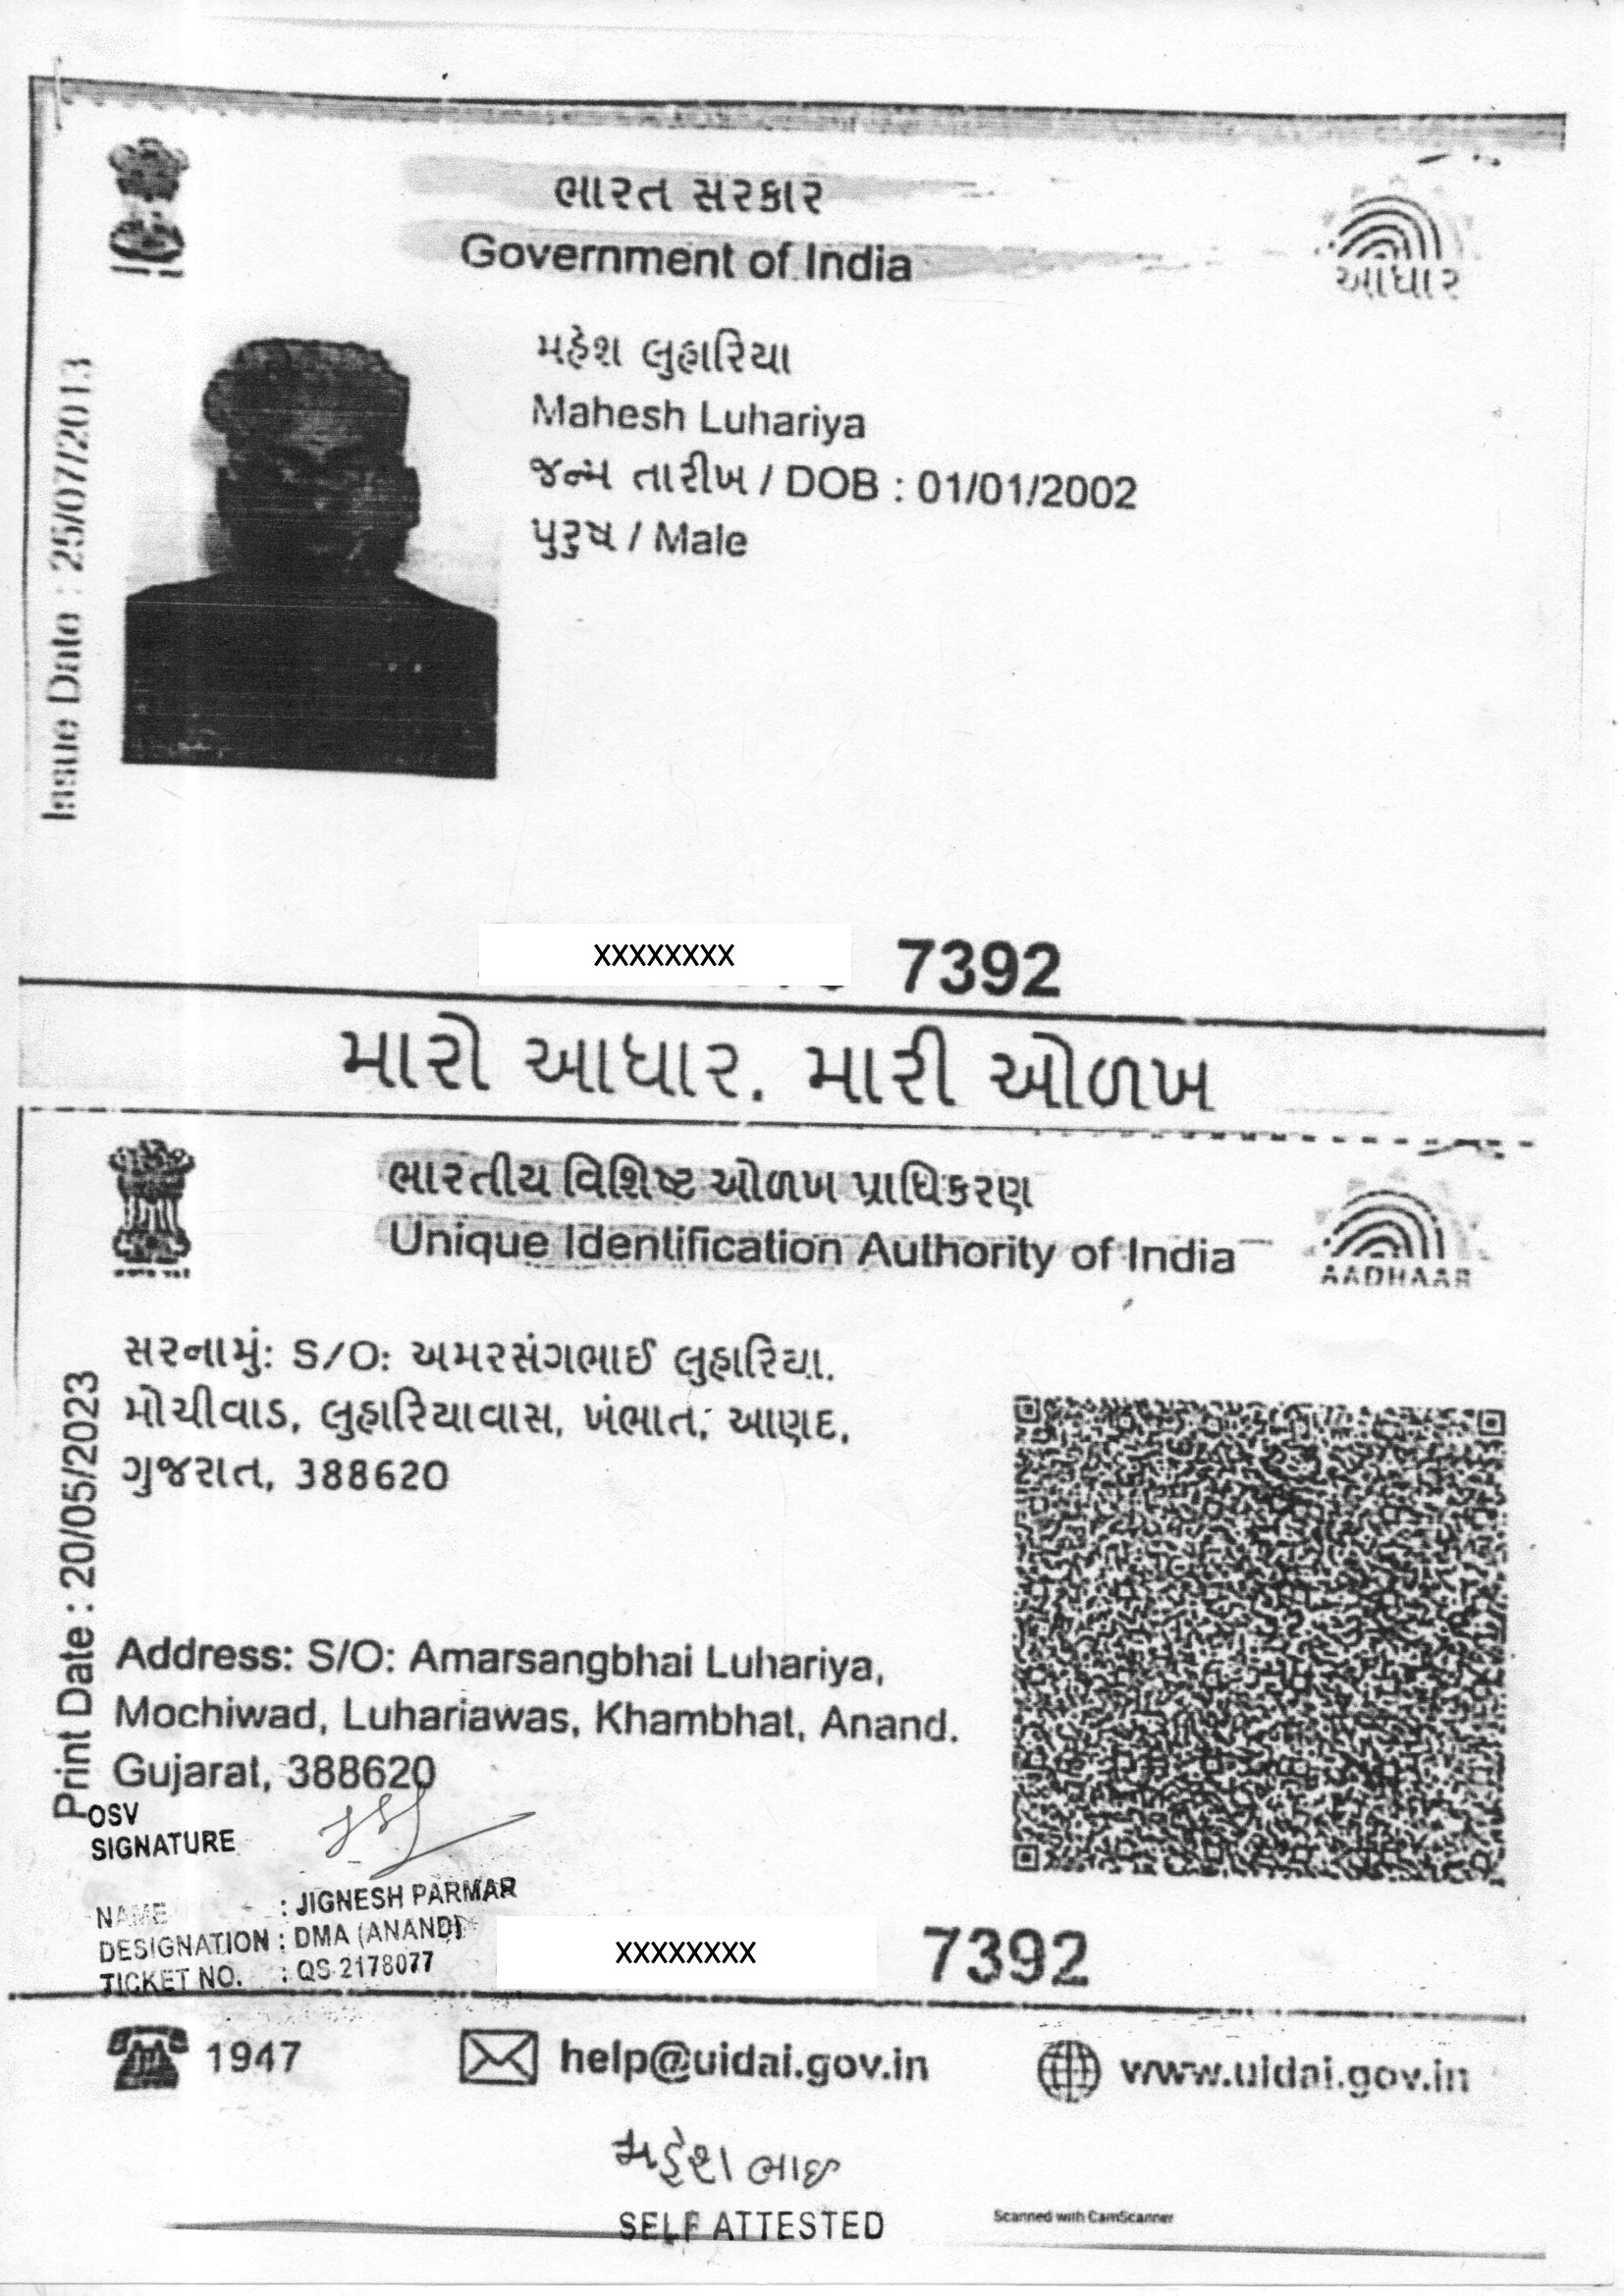 ભારત સરકાર
Government of India
આધાર
Issue Date : 25/07/2013
મહેશ લુહારિયા
Mahesh Luhariya
જન્મ તારીખ / DOB : 01/01/2002
પુરુષ / Male
XXXXXXXX 7392
મારો આધાર. મારી ઓળખ
ભારતીય વિશિષ્ટ ઓળખ પ્રાધિકરણ
Unique Identification Authority of India
AADHAAR
Print Date : 20/05/2023
સરનામું: S/O: અમરસંગભાઈ લુહારિયા.
મોચીવાડ, લુહારિયાવાસ, ખંભાત, આણદ,
ગુજરાત, 388620
Address: S/O: Amarsangbhai Luhariya,
Mochiwad, Luhariawas, Khambhat, Anand.
Gujarat, 388620
OSV
SIGNATURE
NAME : JIGNESH PARMAR
DESIGNATION : DMA (ANAND)
TICKET NO. : QS 2178077
XXXXXXXX 7392
1947
help@uidai.gov.in
www.uidai.gov.in
મહેશ ભાઇ
SELF ATTESTED
Scanned with CamScanner